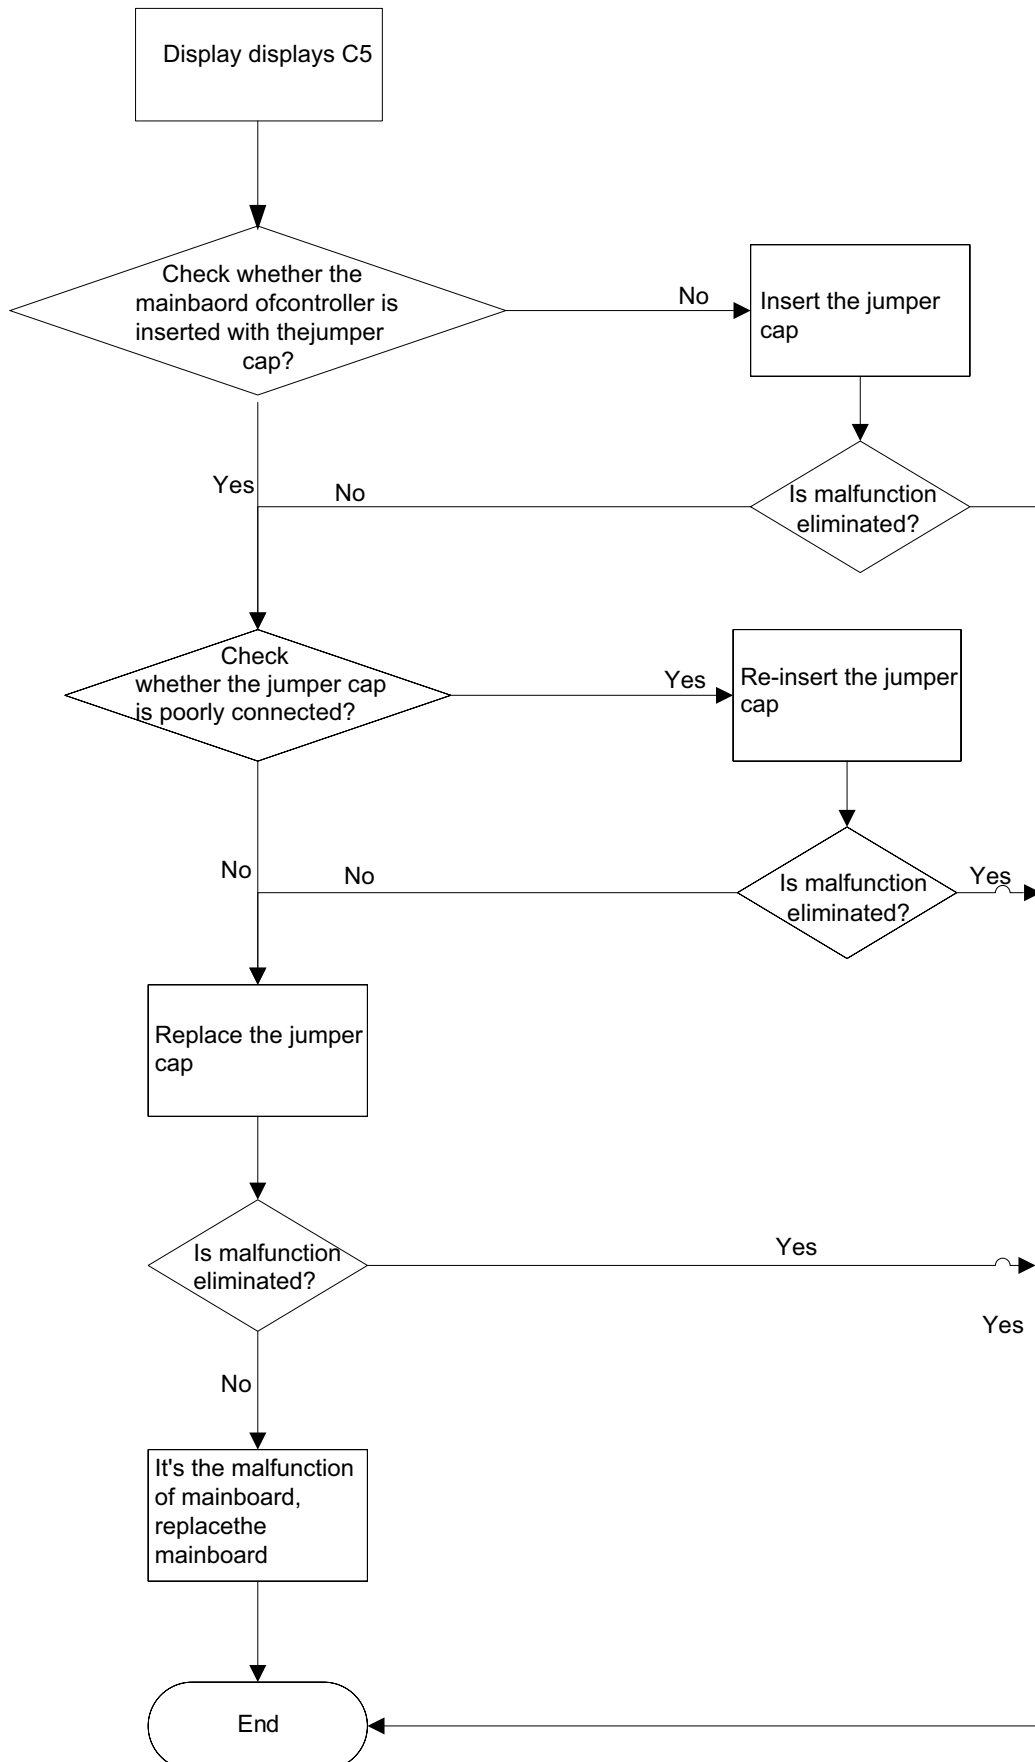 Display displays C5
Check whether the
mainbaord ofcontroller is
inserted with thejumper
cap?
No
Insert the jumper
cap
Yes
No
Is malfunction
eliminated?
Check
whether the jumper cap
is poorly connected?
Yes
Re-insert the jumper
cap
No
No
Is malfunction
eliminated?
Yes
Replace the jumper
cap
Is malfunction
eliminated?
Yes
Yes
No
It's the malfunction
of mainboard,
replacethe
mainboard
End